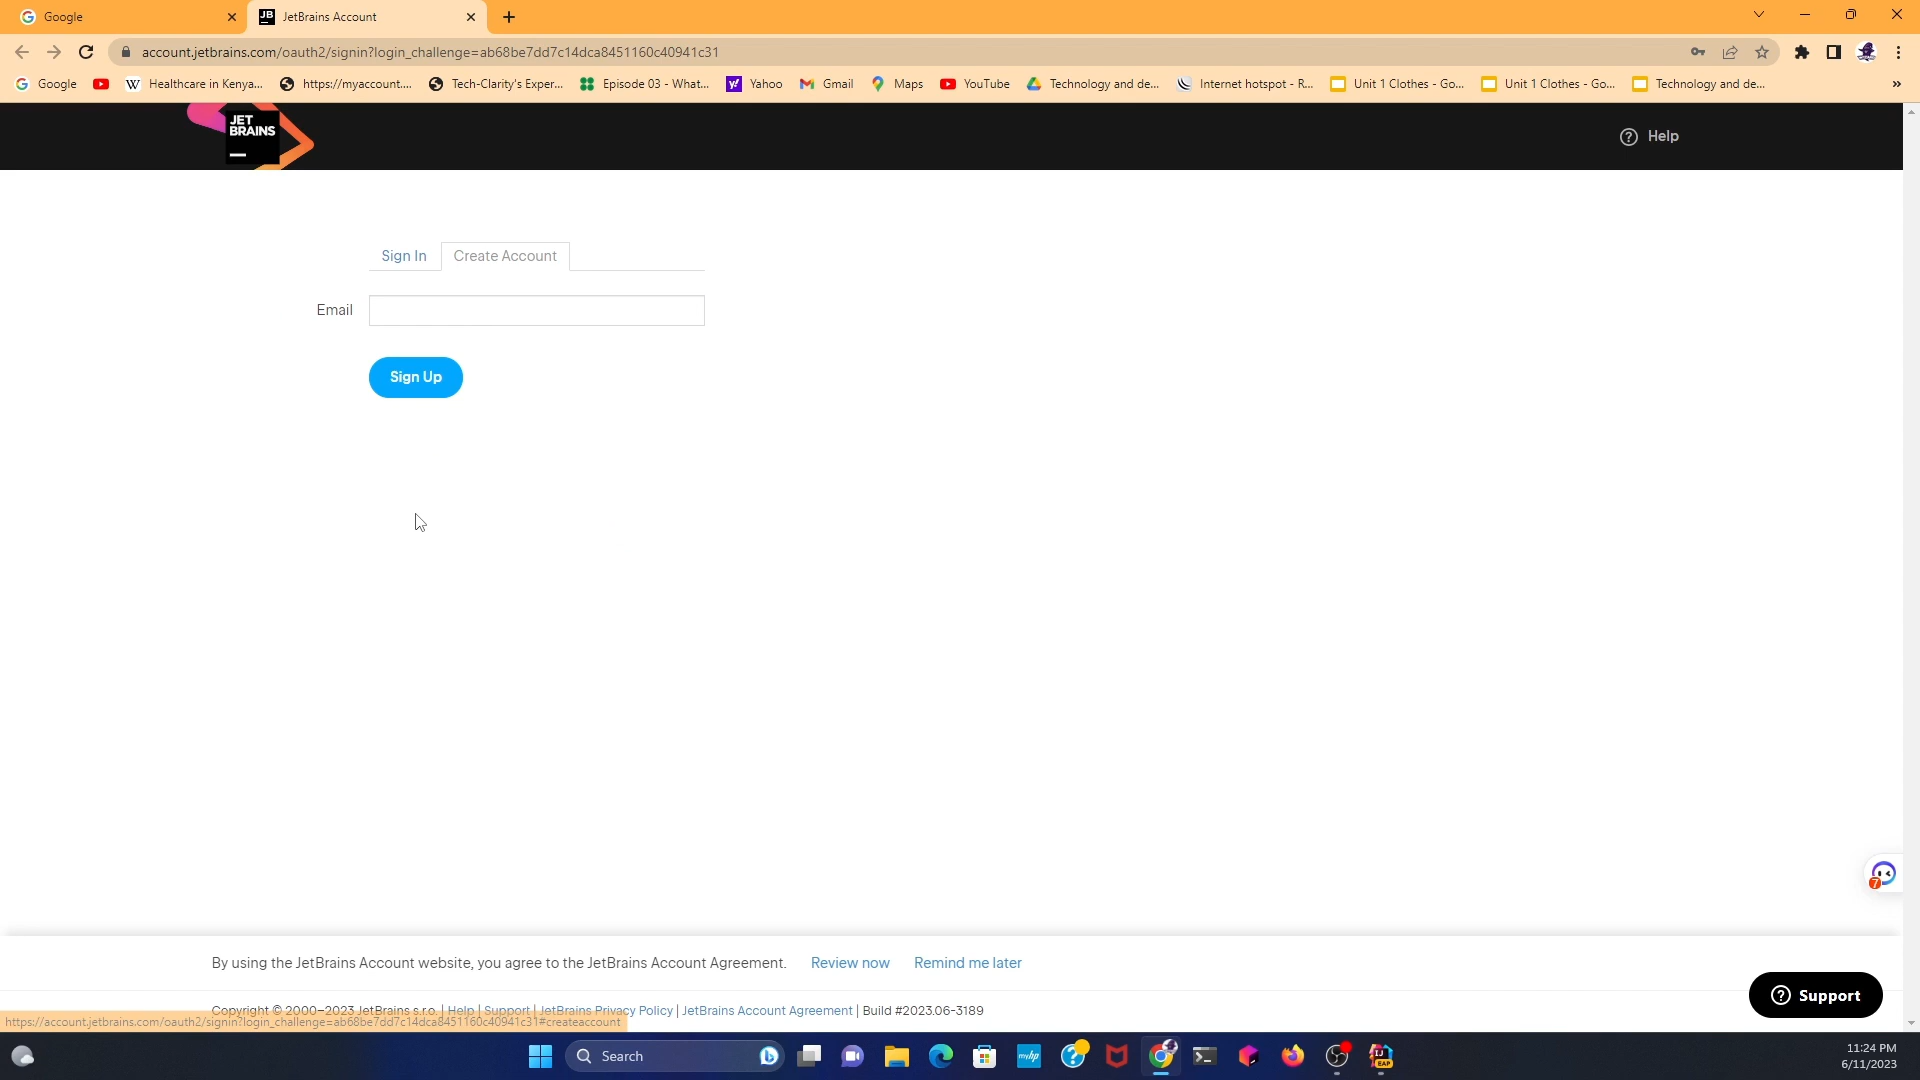 Google
JetBrains Account
account.jetbrains.com/oauth2/signin?login_challenge=ab68be7dd7c14dca8451160c40941c31
Google
Healthcare in Kenya...
https://myaccount....
Tech-Clarity's Exper...
Episode 03 - What...
Yahoo
Gmail
Maps
YouTube
Technology and de...
Internet hotspot - R...
Unit 1 Clothes - Go...
Unit 1 Clothes - Go...
Technology and de...
»
JET
BRAINS
Help
Sign In
Create Account
Email
Sign Up
7
By using the JetBrains Account website, you agree to the JetBrains Account Agreement. Review now Remind me later
Support
Copyright © 2000–2023 JetBrains s.r.o. | Help | Support | JetBrains Privacy Policy | JetBrains Account Agreement | Build #2023.06-3189
https://account.jetbrains.com/oauth2/signin?login_challenge=ab68be7dd7c14dca8451160c40941c31#createaccount
Search
11:24 PM
6/11/2023